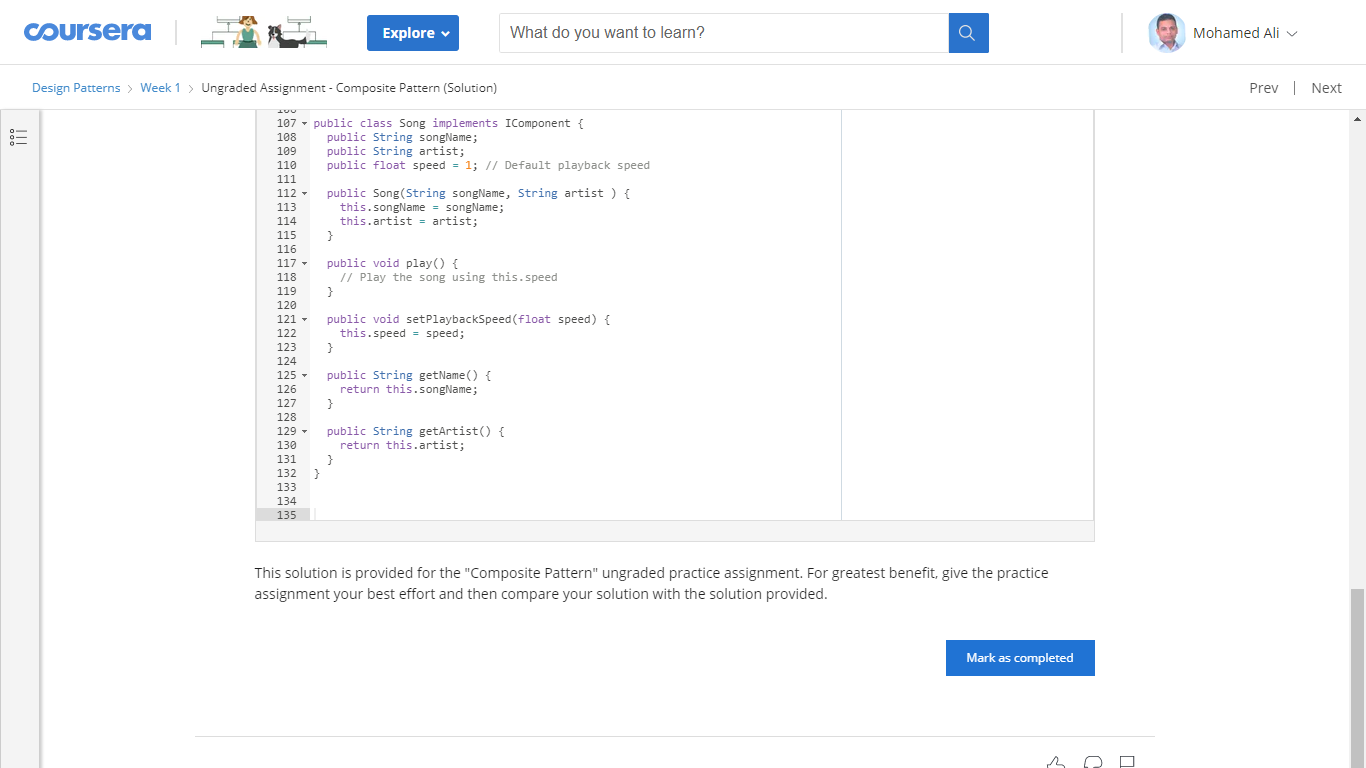 coursera
Explore
What do you want to learn?
Mohamed Ali
Design Patterns > Week 1 > Ungraded Assignment - Composite Pattern (Solution)
Prev | Next
107 public class Song implements IComponent {
108 public String songName;
109 public String artist;
110 public float speed = 1; // Default playback speed
111
112 public Song(String songName, String artist ) {
113 this.songName = songName;
114 this.artist = artist;
115 }
116
117 public void play() {
118 // Play the song using this.speed
119 }
120
121 public void setPlaybackSpeed(float speed) {
122 this.speed = speed;
123 }
124
125 public String getName() {
126 return this.songName;
127 }
128
129 public String getArtist() {
130 return this.artist;
131 }
132 }
133
134
135
This solution is provided for the "Composite Pattern" ungraded practice assignment. For greatest benefit, give the practice
assignment your best effort and then compare your solution with the solution provided.
Mark as completed